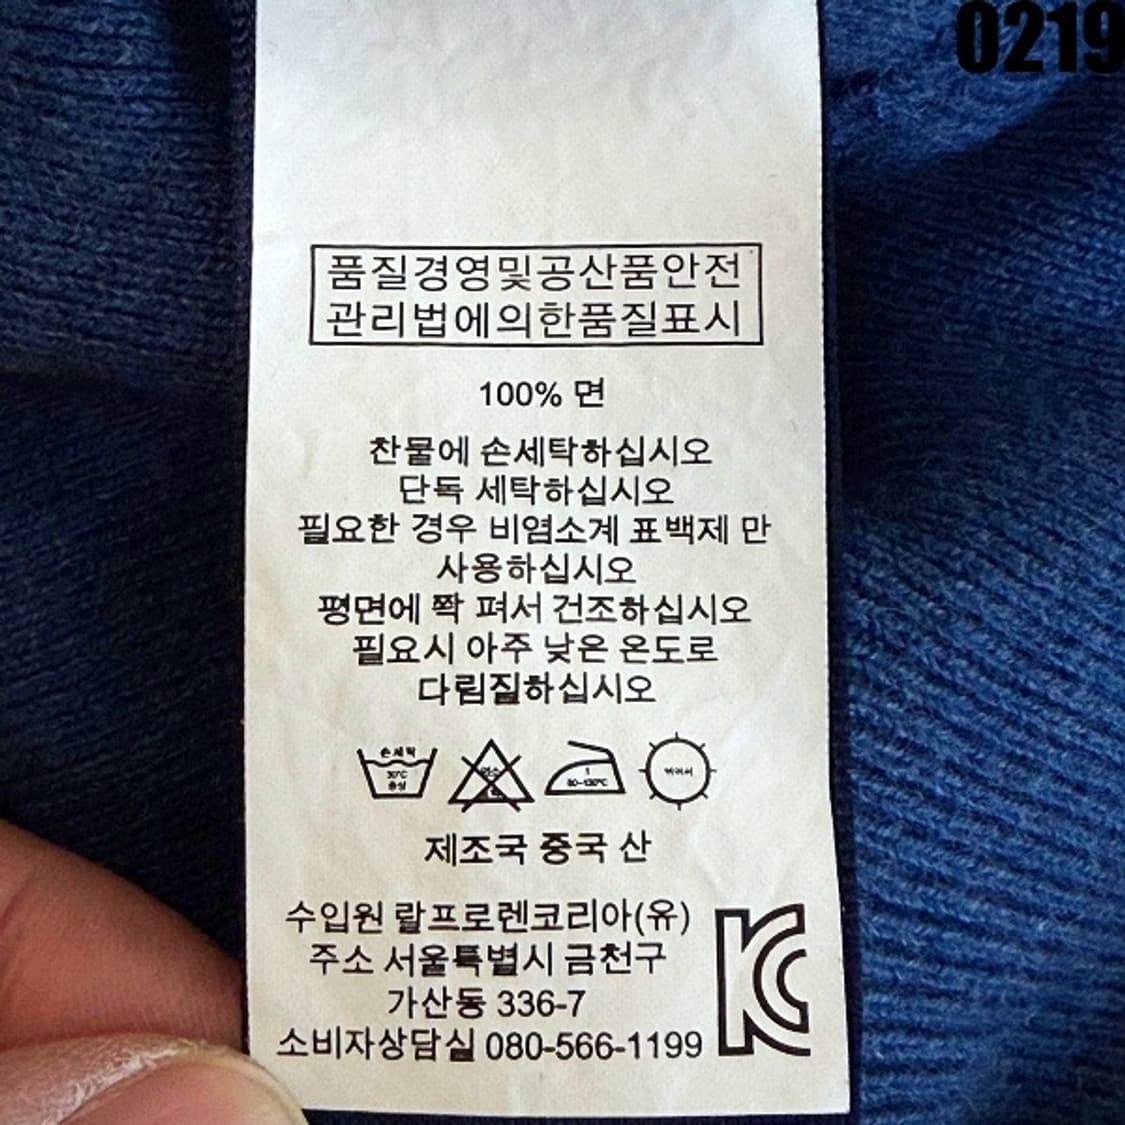 0219
품질경영및공산품안전
관리법에의한품질표시
100% 면
찬물에 손세탁하십시오
단독 세탁하십시오
필요한 경우 비염소계 표백제 만
사용하십시오
평면에 쫙 펴서 건조하십시오
필요시 아주 낮은 온도로
다림질하십시오
손세탁
30°C
중성
염소
1
80~120°C
뉘어서
제조국 중국 산
수입원 랄프로렌코리아(유)
주소 서울특별시 금천구
가산동 336-7
소비자상담실 080-566-1199
KC